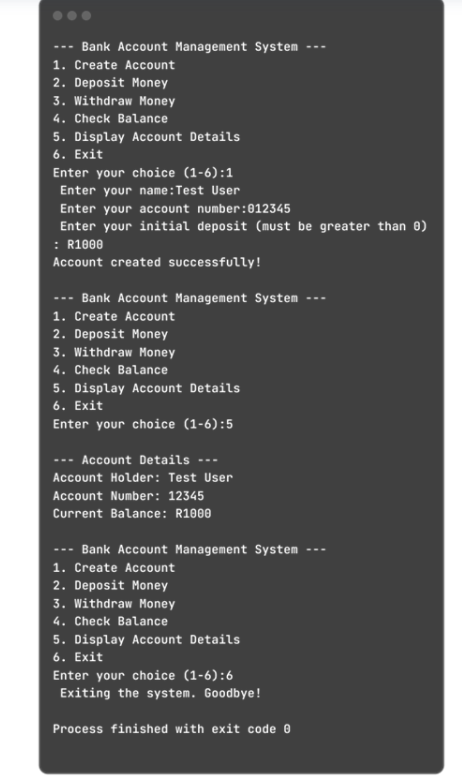 --- Bank Account Management System ---
1. Create Account
2. Deposit Money
3. Withdraw Money
4. Check Balance
5. Display Account Details
6. Exit
Enter your choice (1-6):1
 Enter your name:Test User
 Enter your account number:012345
 Enter your initial deposit (must be greater than 0)
: R1000
Account created successfully!

--- Bank Account Management System ---
1. Create Account
2. Deposit Money
3. Withdraw Money
4. Check Balance
5. Display Account Details
6. Exit
Enter your choice (1-6):5

--- Account Details ---
Account Holder: Test User
Account Number: 12345
Current Balance: R1000

--- Bank Account Management System ---
1. Create Account
2. Deposit Money
3. Withdraw Money
4. Check Balance
5. Display Account Details
6. Exit
Enter your choice (1-6):6
 Exiting the system. Goodbye!

Process finished with exit code 0